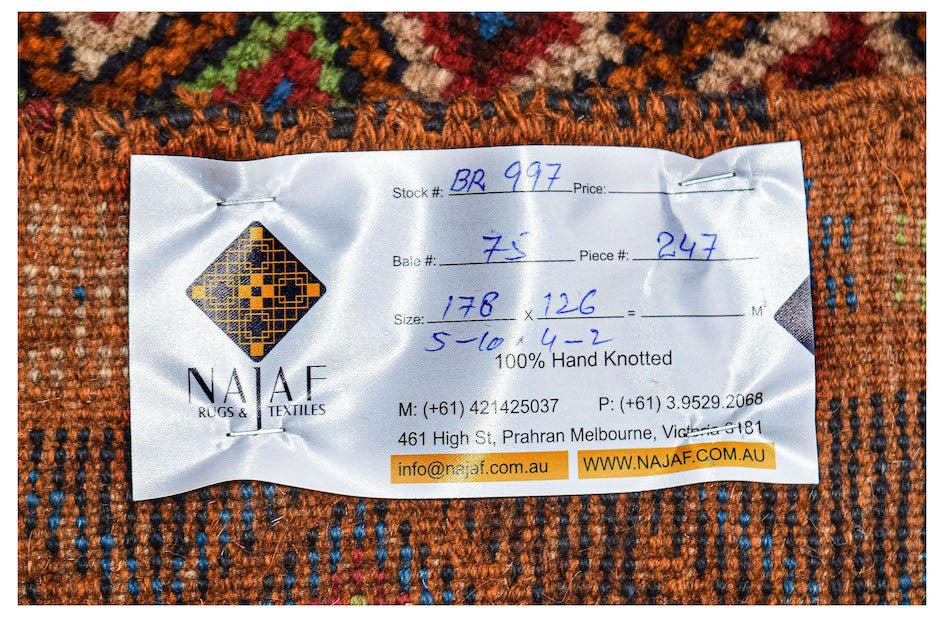 NAJAF
RUGS & TEXTILES
Stock #: BR 997 Price:
Bale #: 75 Piece #: 247
Size: 178 x 126 = M²
5-10 x 4-2
100% Hand Knotted
M: (+61) 421425037 P: (+61) 3.9529.2068
461 High St, Prahran Melbourne, Victoria 3181
info@najaf.com.au WWW.NAJAF.COM.AU